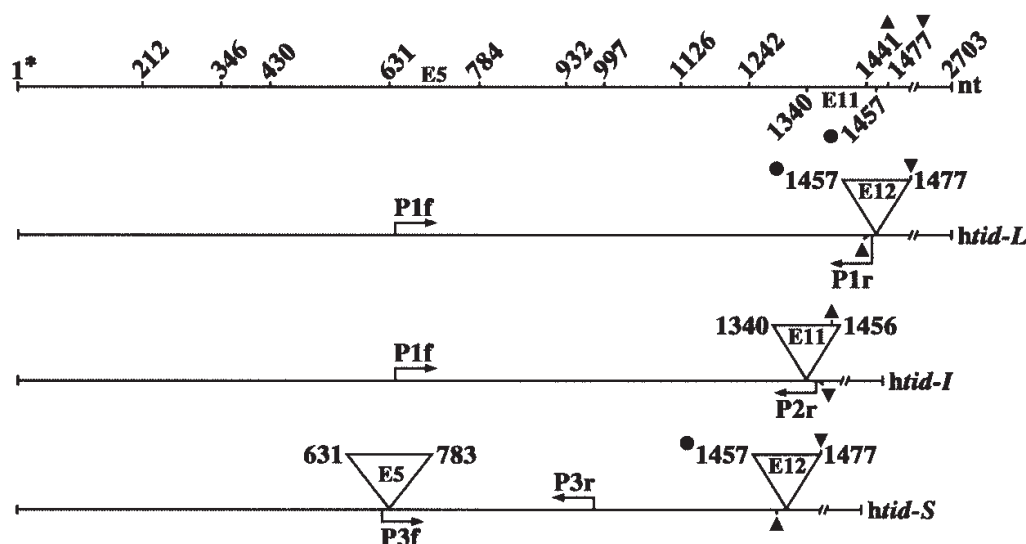 1* 212 346 430 631 E5 784 932 997 1126 1242 1441 1477 2703
nt
1340 E11 1457
1457 E12 1477
P1f
htid-L
P1r
1340 E11 1456
P1f
htid-I
P2r
631 E5 783 1457 E12 1477
P3r
htid-S
P3f